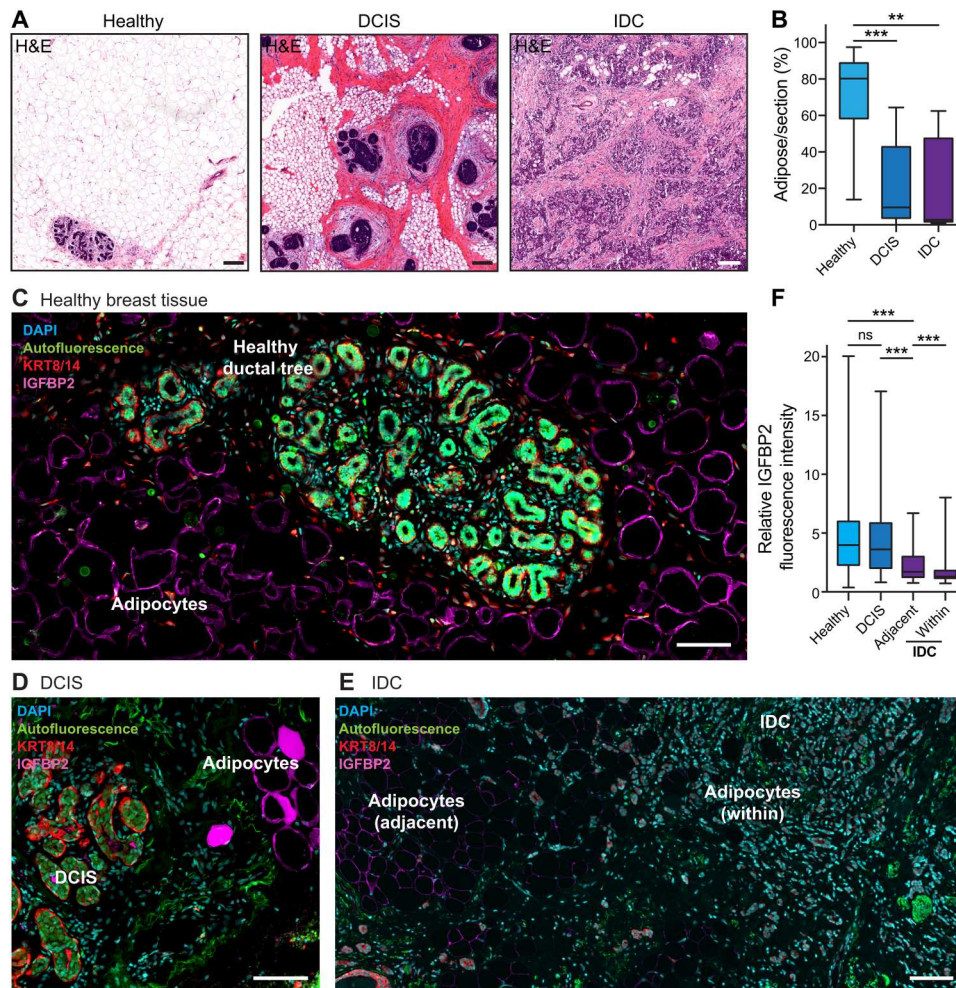 A
Healthy
DCIS
IDC
H&E
H&E
H&E
B
**
***
Adipose/section (%)
100
80
60
40
20
0
Healthy
DCIS
IDC
C Healthy breast tissue
DAPI
Autofluorescence
KRT8/14
IGFBP2
Healthy
ductal tree
Adipocytes
F
***
ns
***
***
Relative IGFBP2
fluorescence intensity
20
15
10
5
0
Healthy
DCIS
Adjacent
Within
IDC
D DCIS
DAPI
Autofluorescence
KRT8/14
IGFBP2
Adipocytes
DCIS
E IDC
DAPI
Autofluorescence
KRT8/14
IGFBP2
IDC
Adipocytes
(adjacent)
Adipocytes
(within)